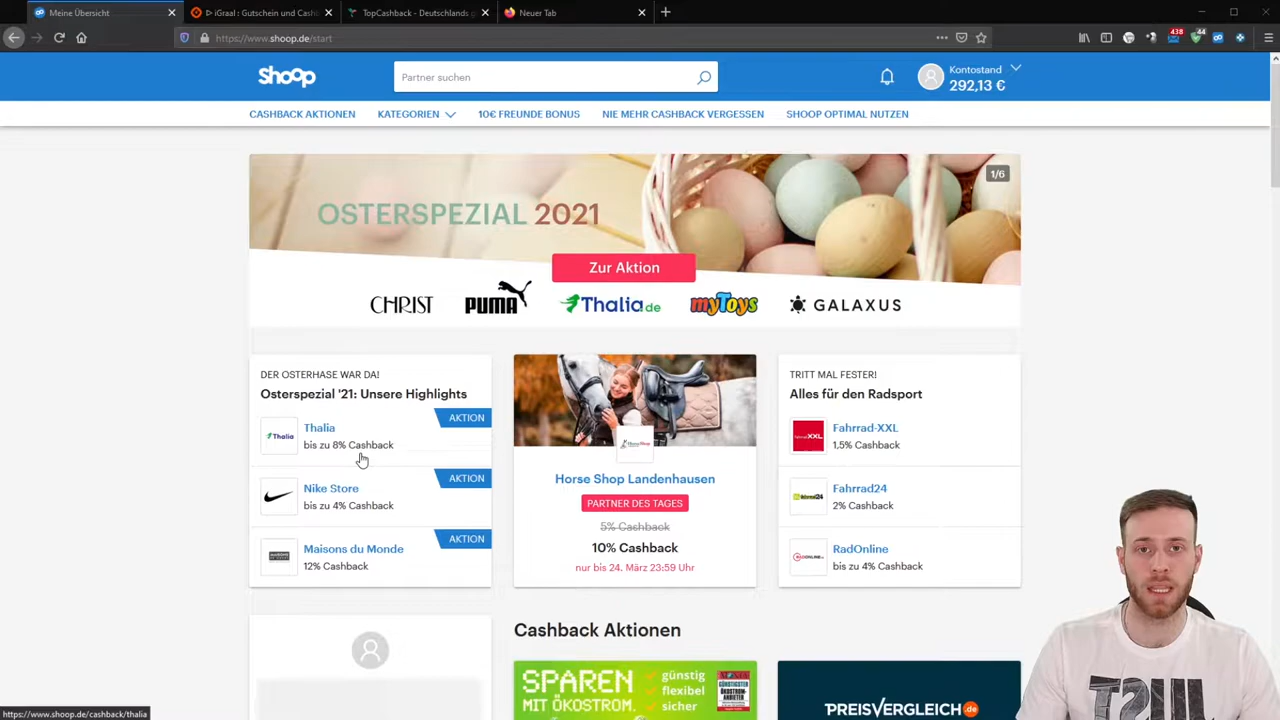 Meine Übersicht
iGraal : Gutschein und Cash
TopCashback - Deutschlands g
Neuer Tab
https://www.shoop.de/start
438
44
shoop
Partner suchen
Kontostand
292,13 €
CASHBACK AKTIONEN
KATEGORIEN
10€ FREUNDE BONUS
NIE MEHR CASHBACK VERGESSEN
SHOOP OPTIMAL NUTZEN
1/6
OSTERSPEZIAL 2021
Zur Aktion
CHRIST
PUMA
Thalia.de
myToys
GALAXUS
DER OSTERHASE WAR DA!
Osterspezial '21: Unsere Highlights
AKTION
Thalia
Thalia
bis zu 8% Cashback
AKTION
Nike Store
bis zu 4% Cashback
AKTION
Maisons du Monde
12% Cashback
Horse Shop Landenhausen
PARTNER DES TAGES
5% Cashback
10% Cashback
nur bis 24. März 23:59 Uhr
TRITT MAL FESTER!
Alles für den Radsport
Fahrrad-XXL
1,5% Cashback
Fahrrad24
2% Cashback
RadOnline
bis zu 4% Cashback
Cashback Aktionen
SPAREN
MIT ÖKOSTROM.
günstig
flexibel
sicher
PREISVERGLEICH.de
https://www.shoop.de/cashback/thalia